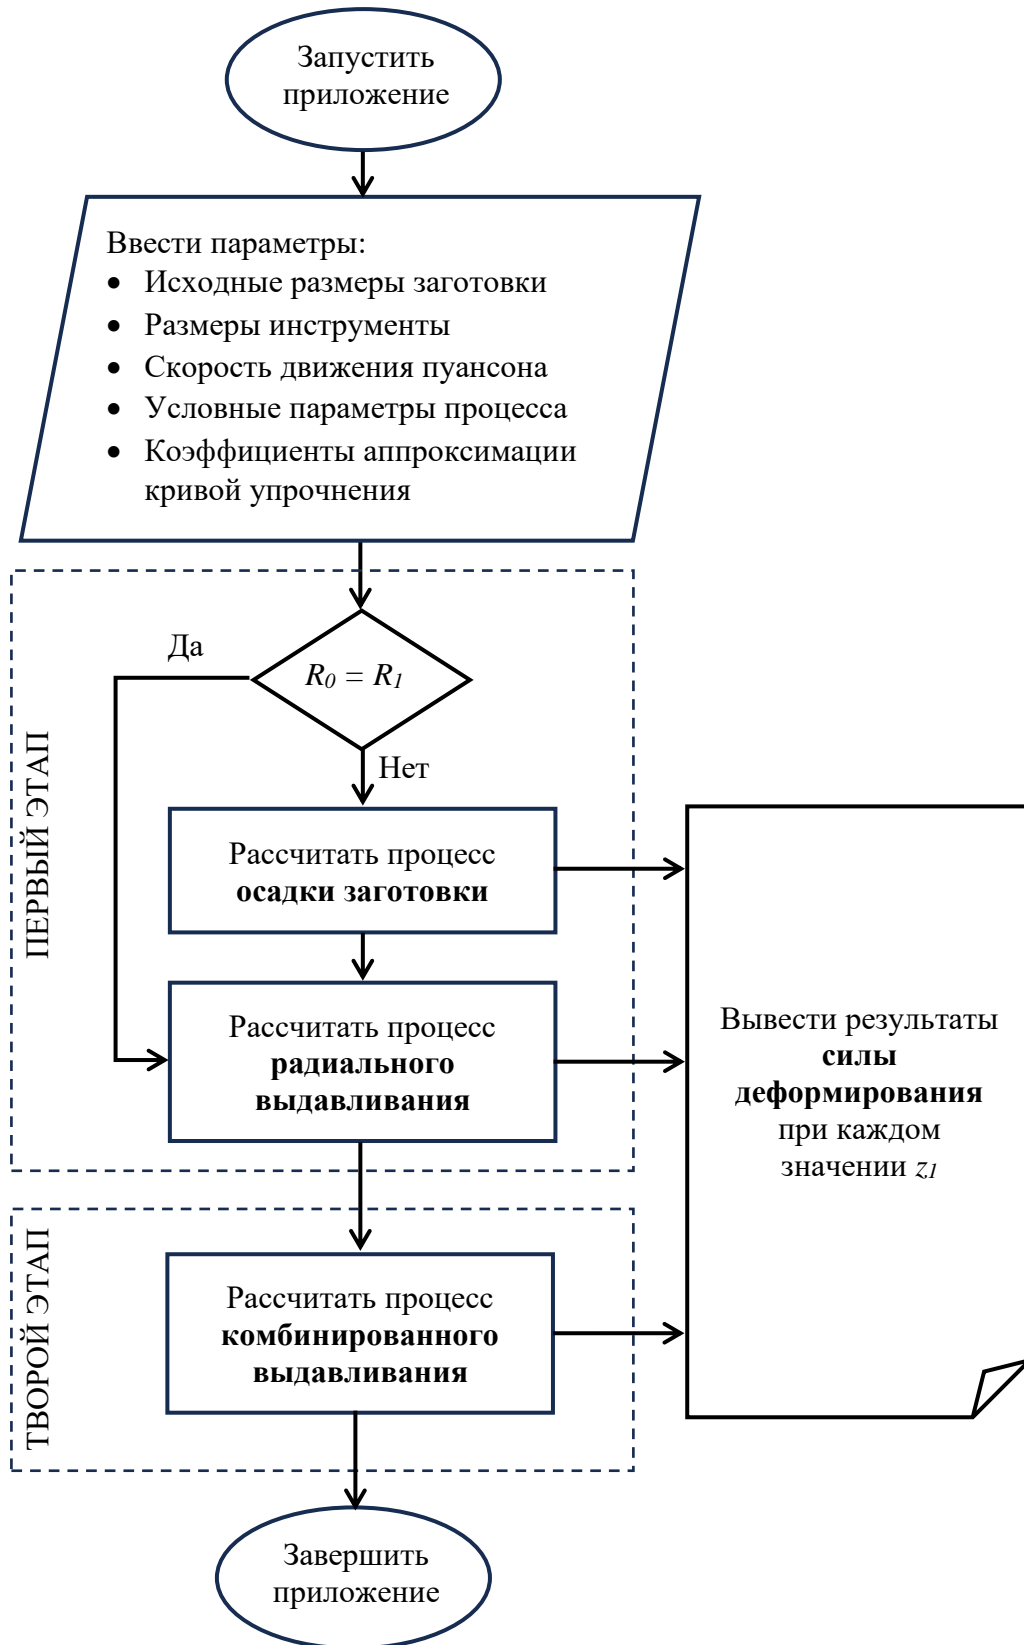 Запустить
приложение
Ввести параметры:
• Исходные размеры заготовки
• Размеры инструменты
• Скорость движения пуансона
• Условные параметры процесса
• Коэффициенты аппроксимации
кривой упрочнения
ПЕРВЫЙ ЭТАП
Да
R0 = R1
Нет
Рассчитать процесс
осадки заготовки
Рассчитать процесс
радиального
выдавливания
Вывести результаты
силы
деформирования
при каждом
значении z1
ТВОРОЙ ЭТАП
Рассчитать процесс
комбинированного
выдавливания
Завершить
приложение